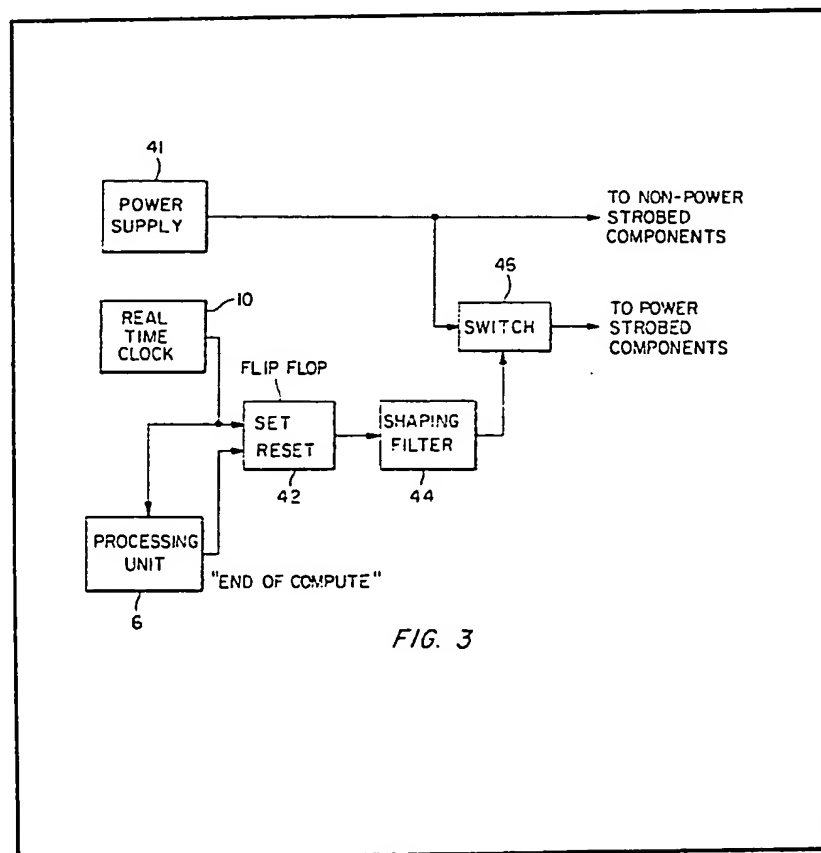 41
POWER
SUPPLY
TO NON-POWER
STROBED
COMPONENTS
46
SWITCH
TO POWER
STROBED
COMPONENTS
10
REAL
TIME
CLOCK
FLIP FLOP
SET
RESET
42
SHAPING
FILTER
44
PROCESSING
UNIT
6
"END OF COMPUTE"
FIG. 3